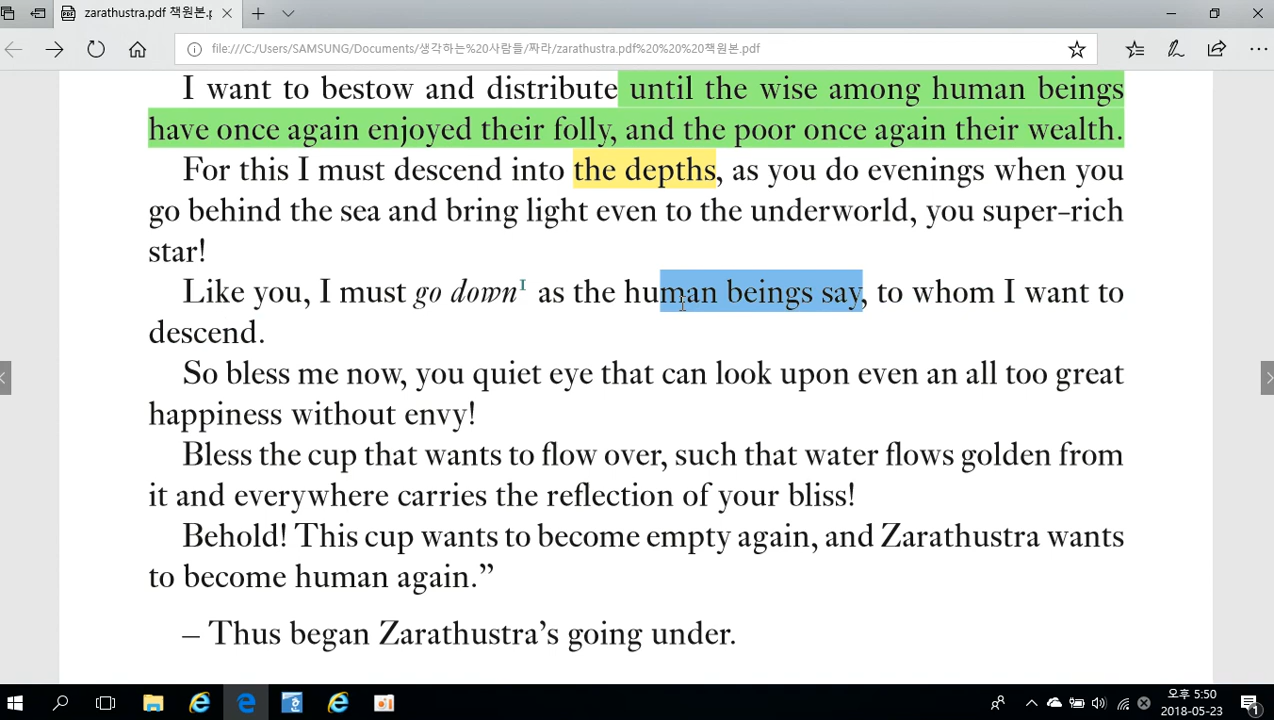 zarathustra.pdf 책원본.p
file:///C:/Users/SAMSUNG/Documents/생각하는%20사람들/짜라/zarathustra.pdf%20%20%20책원본.pdf
I want to bestow and distribute until the wise among human beings
have once again enjoyed their folly, and the poor once again their wealth.
For this I must descend into the depths, as you do evenings when you
go behind the sea and bring light even to the underworld, you super-rich
star!
Like you, I must go down¹ as the human beings say, to whom I want to
descend.
So bless me now, you quiet eye that can look upon even an all too great
happiness without envy!
Bless the cup that wants to flow over, such that water flows golden from
it and everywhere carries the reflection of your bliss!
Behold! This cup wants to become empty again, and Zarathustra wants
to become human again.”
– Thus began Zarathustra’s going under.
오후 5:50
2018-05-23
1